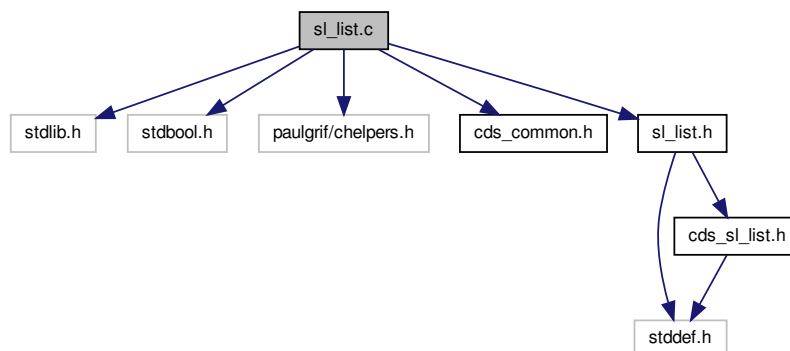 sl_list.c
stdlib.h
stdbool.h
paulgrif/chelpers.h
cds_common.h
sl_list.h
cds_sl_list.h
stddef.h